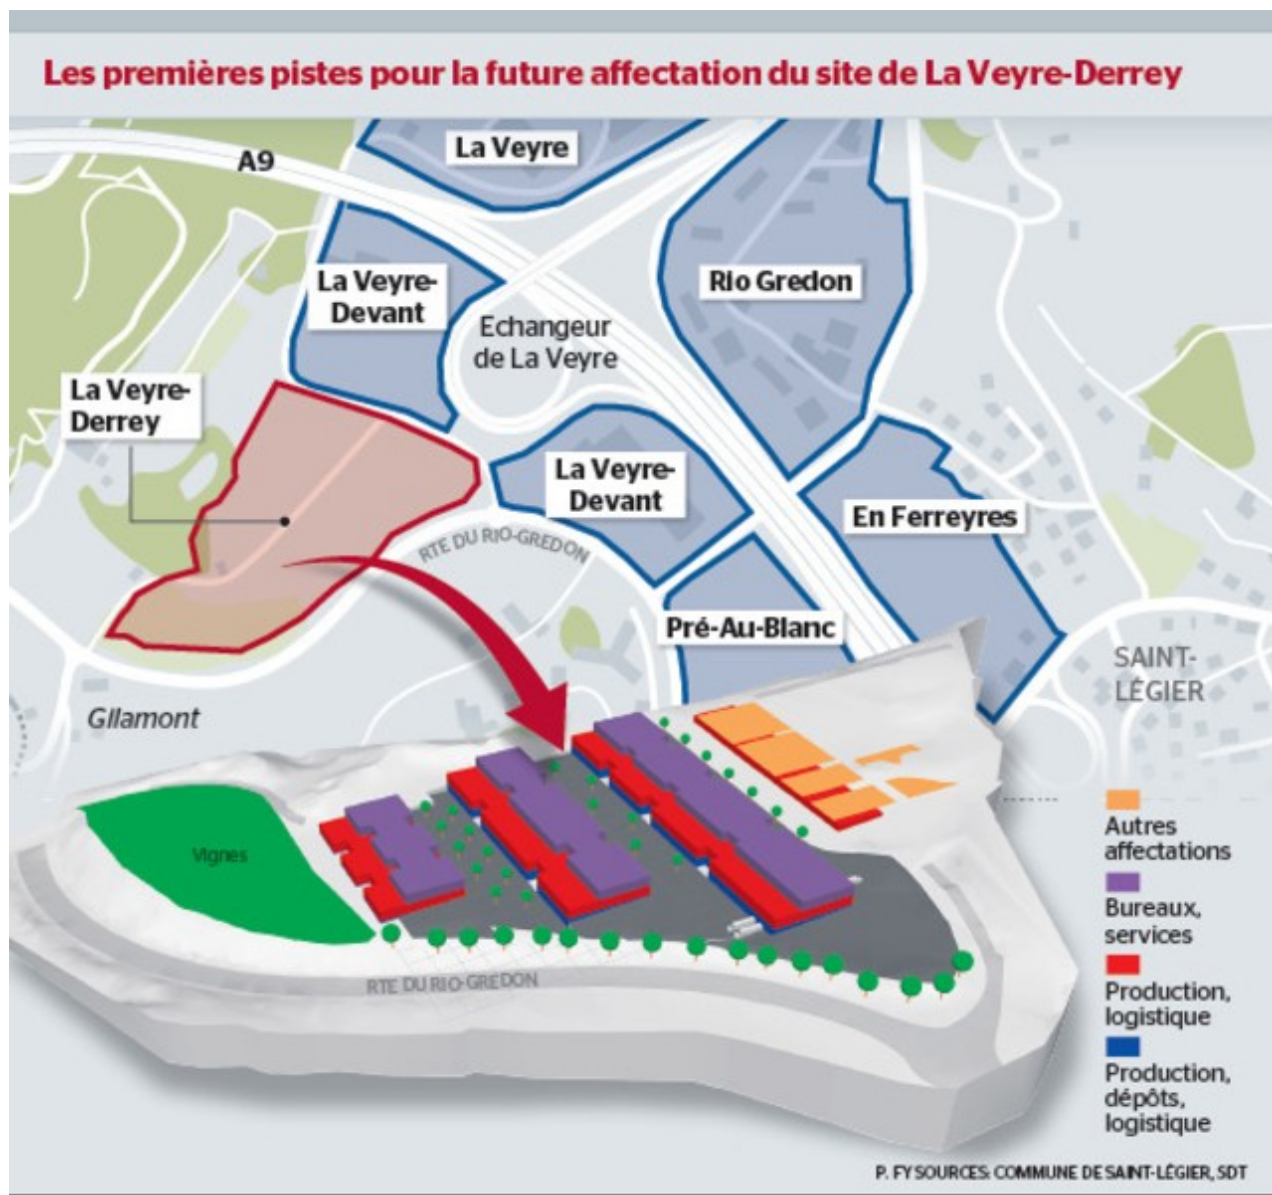 Les premières pistes pour la future affectation du site de La Veyre-Derrey
A9
La Veyre
La Veyre-
Devant
Rio Gredon
Echangeur
de La Veyre
La Veyre-
Derrey
La Veyre-
Devant
En Ferreyres
RTE DU RIO-GREDON
Pré-Au-Blanc
SAINT-
LÉGIER
GIlamont
Vignes
RTE DU RIO-GREDON
Autres
affectations
Bureaux,
services
Production,
logistique
Production,
dépôts,
logistique
P. FY SOURCES: COMMUNE DE SAINT-LÉGIER, SDT